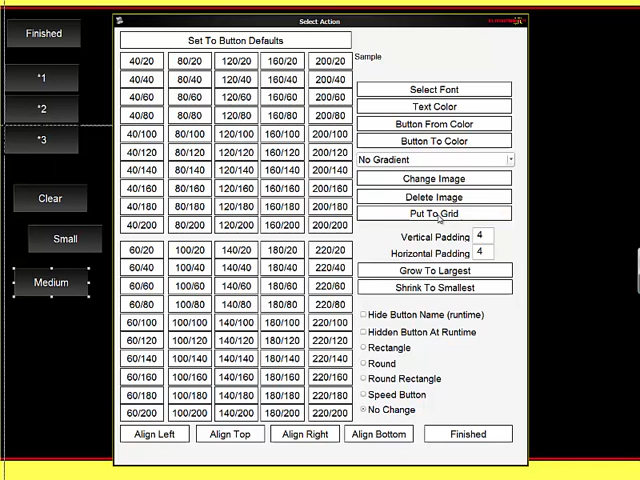 Select Action
Finished
*1
*2
*3
Clear
Small
Medium
Set To Button Defaults
40/20 80/20 120/20 160/20 200/20
40/40 80/40 120/40 160/40 200/40
40/60 80/60 120/60 160/60 200/60
40/80 80/80 120/80 160/80 200/80
40/100 80/100 120/100 160/100 200/100
40/120 80/120 120/120 160/120 200/120
40/140 80/140 120/140 160/140 200/140
40/160 80/160 120/160 160/160 200/160
40/180 80/180 120/180 160/180 200/180
40/200 80/200 120/200 160/200 200/200
60/20 100/20 140/20 180/20 220/20
60/40 100/40 140/40 180/40 220/40
60/60 100/60 140/60 180/60 220/60
60/80 100/80 140/80 180/80 220/80
60/100 100/100 140/100 180/100 220/100
60/120 100/120 140/120 180/120 220/120
60/140 100/140 140/140 180/140 220/140
60/160 100/160 140/160 180/160 220/160
60/180 100/180 140/180 180/180 220/180
60/200 100/200 140/200 180/200 220/200
Sample
Select Font
Text Color
Button From Color
Button To Color
No Gradient
Change Image
Delete Image
Put To Grid
Vertical Padding 4
Horizontal Padding 4
Grow To Largest
Shrink To Smallest
Hide Button Name (runtime)
Hidden Button At Runtime
Rectangle
Round
Round Rectangle
Speed Button
No Change
Align Left Align Top Align Right Align Bottom Finished